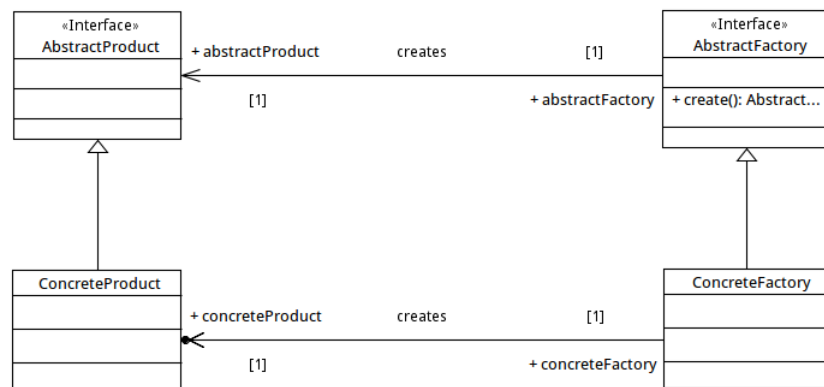 «Interface»
AbstractProduct
+ abstractProduct
creates
[1]
[1]
+ abstractFactory
«Interface»
AbstractFactory
+ create(): Abstract...
ConcreteProduct
+ concreteProduct
creates
[1]
[1]
+ concreteFactory
ConcreteFactory